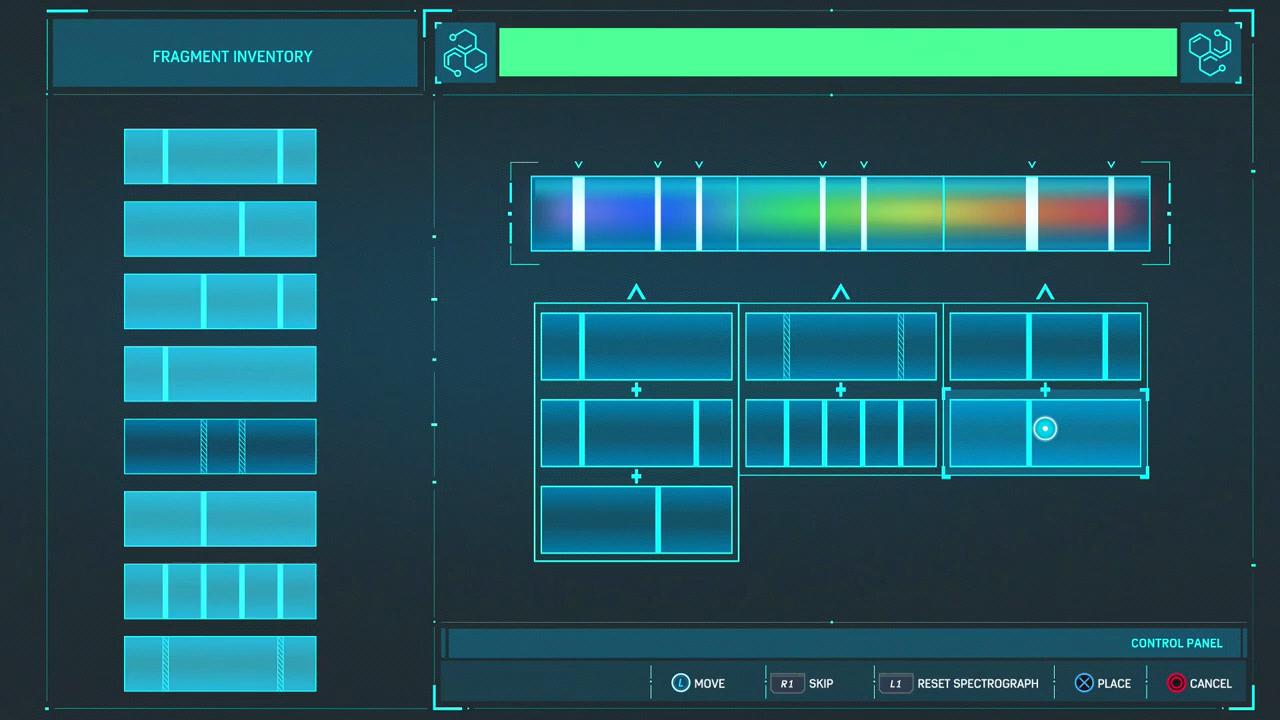 FRAGMENT INVENTORY
CONTROL PANEL
L MOVE
R1 SKIP
L1 RESET SPECTROGRAPH
PLACE
CANCEL